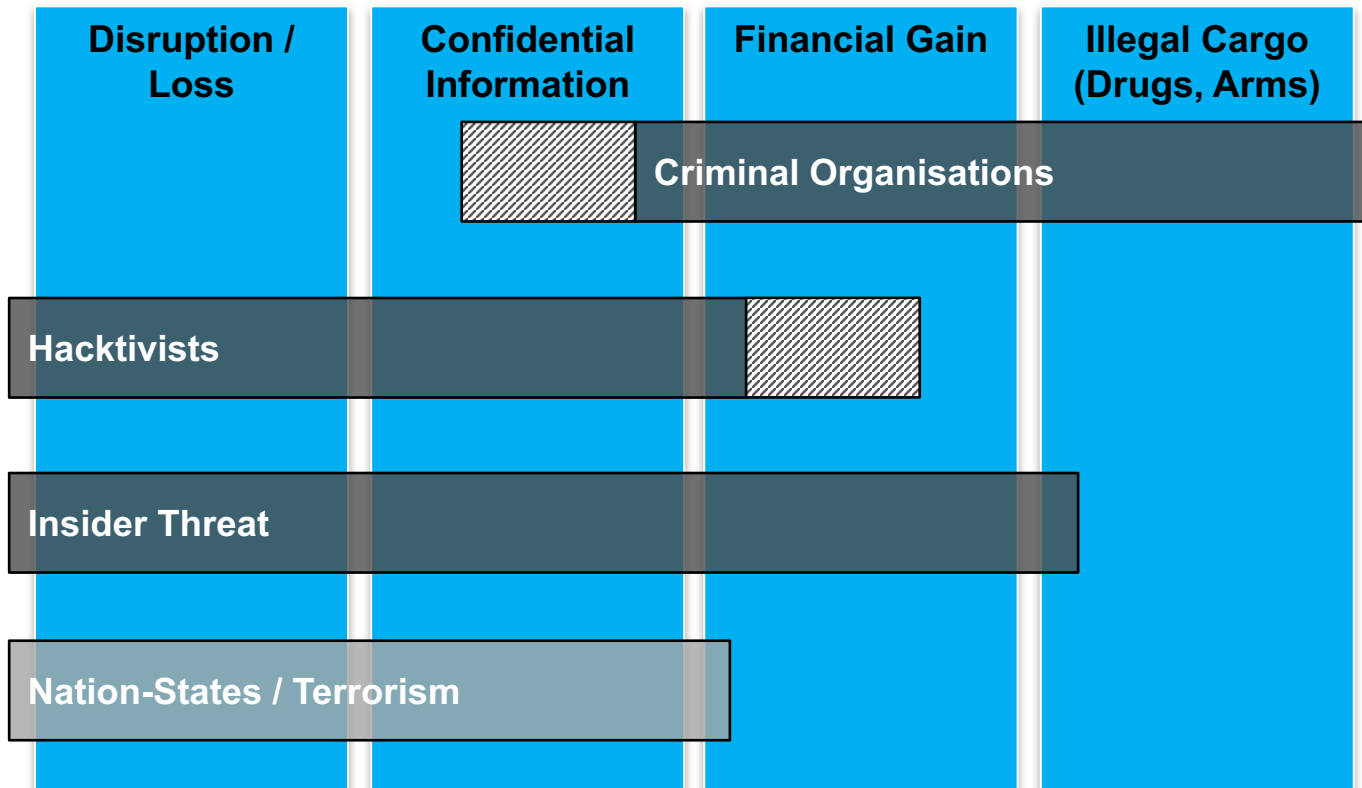 Disruption /
Loss
Confidential
Information
Financial Gain
Illegal Cargo
(Drugs, Arms)
Criminal Organisations
Hacktivists
Insider Threat
Nation-States / Terrorism